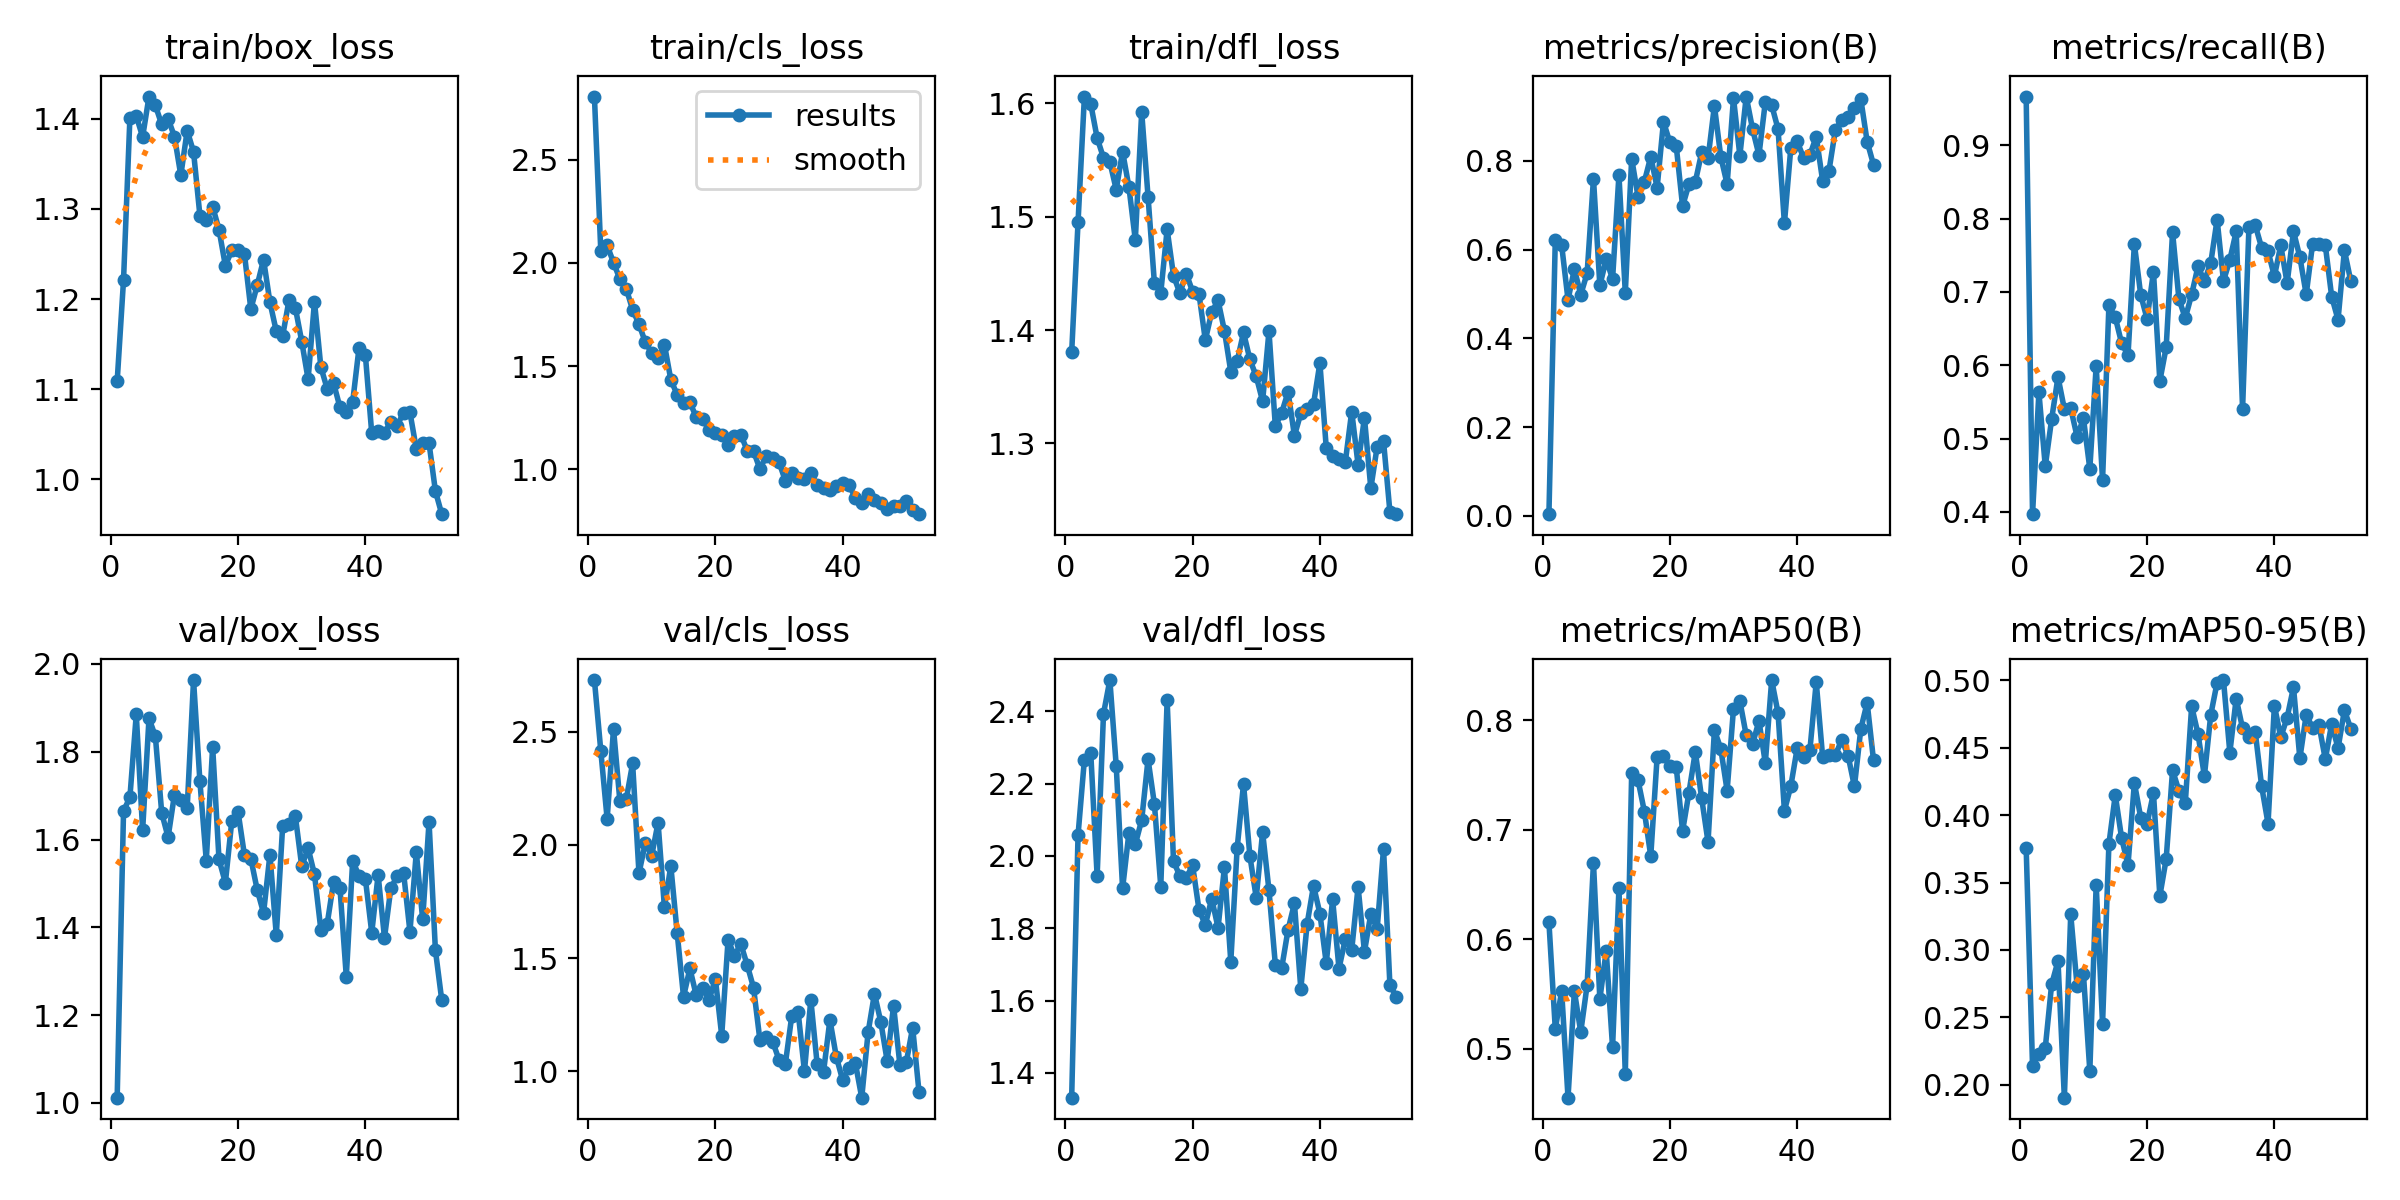 train/box_loss
1.4
1.3
1.2
1.1
1.0
0 20 40
train/cls_loss
results
smooth
2.5
2.0
1.5
1.0
0 20 40
train/dfl_loss
1.6
1.5
1.4
1.3
0 20 40
metrics/precision(B)
0.8
0.6
0.4
0.2
0.0
0 20 40
metrics/recall(B)
0.9
0.8
0.7
0.6
0.5
0.4
0 20 40
val/box_loss
2.0
1.8
1.6
1.4
1.2
1.0
0 20 40
val/cls_loss
2.5
2.0
1.5
1.0
0 20 40
val/dfl_loss
2.4
2.2
2.0
1.8
1.6
1.4
0 20 40
metrics/mAP50(B)
0.8
0.7
0.6
0.5
0 20 40
metrics/mAP50-95(B)
0.50
0.45
0.40
0.35
0.30
0.25
0.20
0 20 40